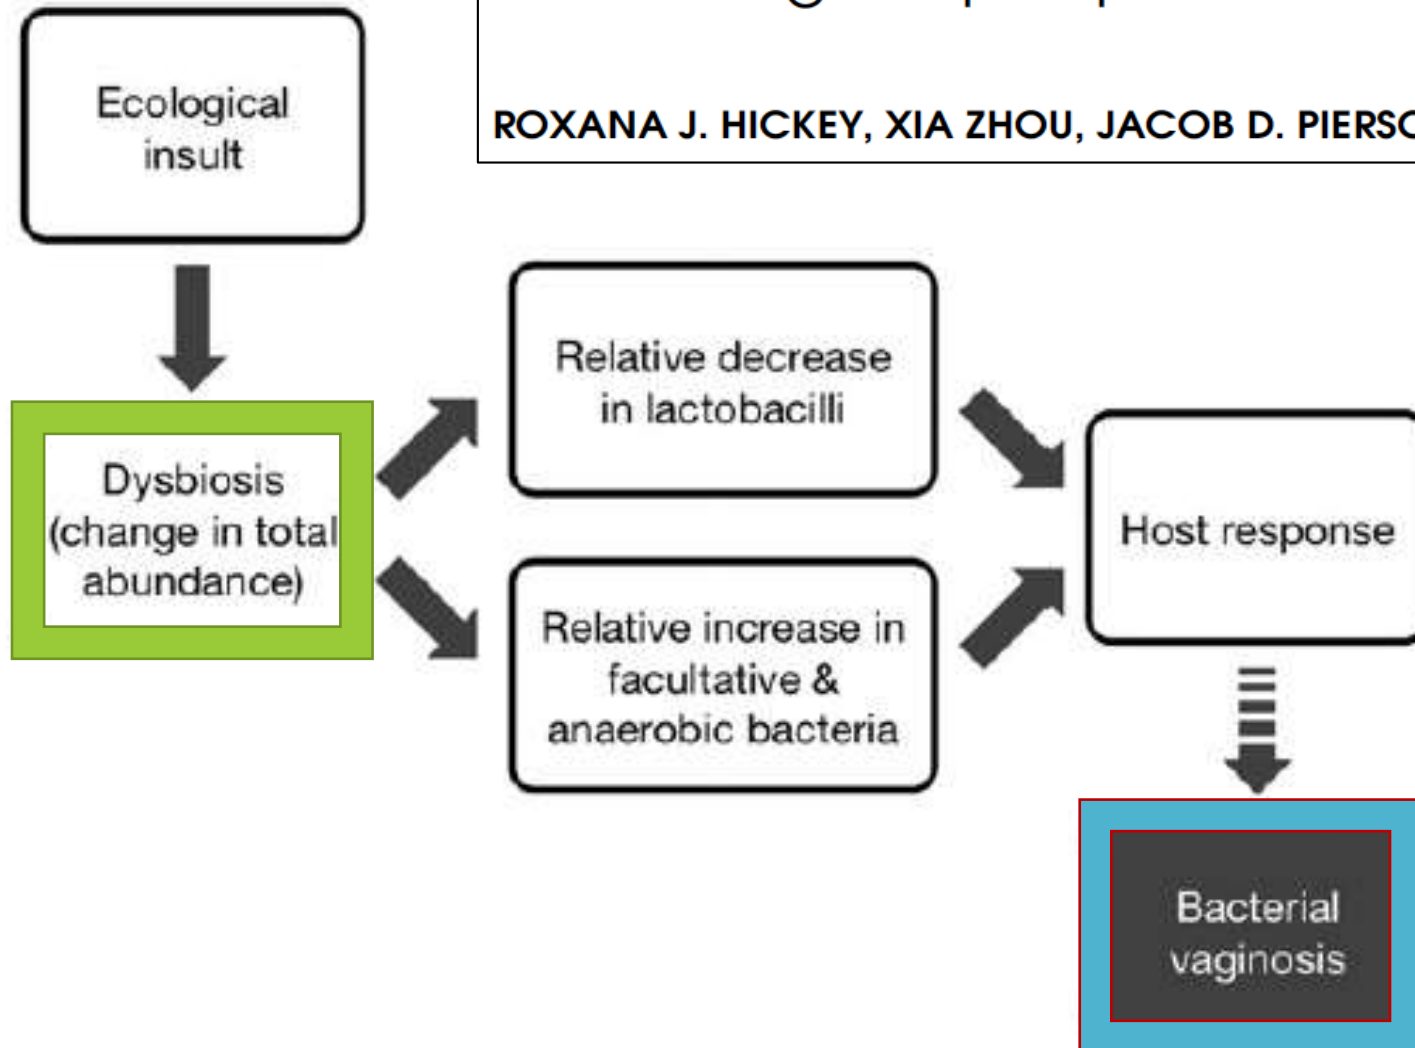 ROXANA J. HICKEY, XIA ZHOU, JACOB D.
Ecological
insult
Dysbiosis
(change in total
abundance)
Relative decrease
in lactobacilli
Relative increase in
facultative &
anaerobic bacteria
Host response
Bacterial
vaginosis